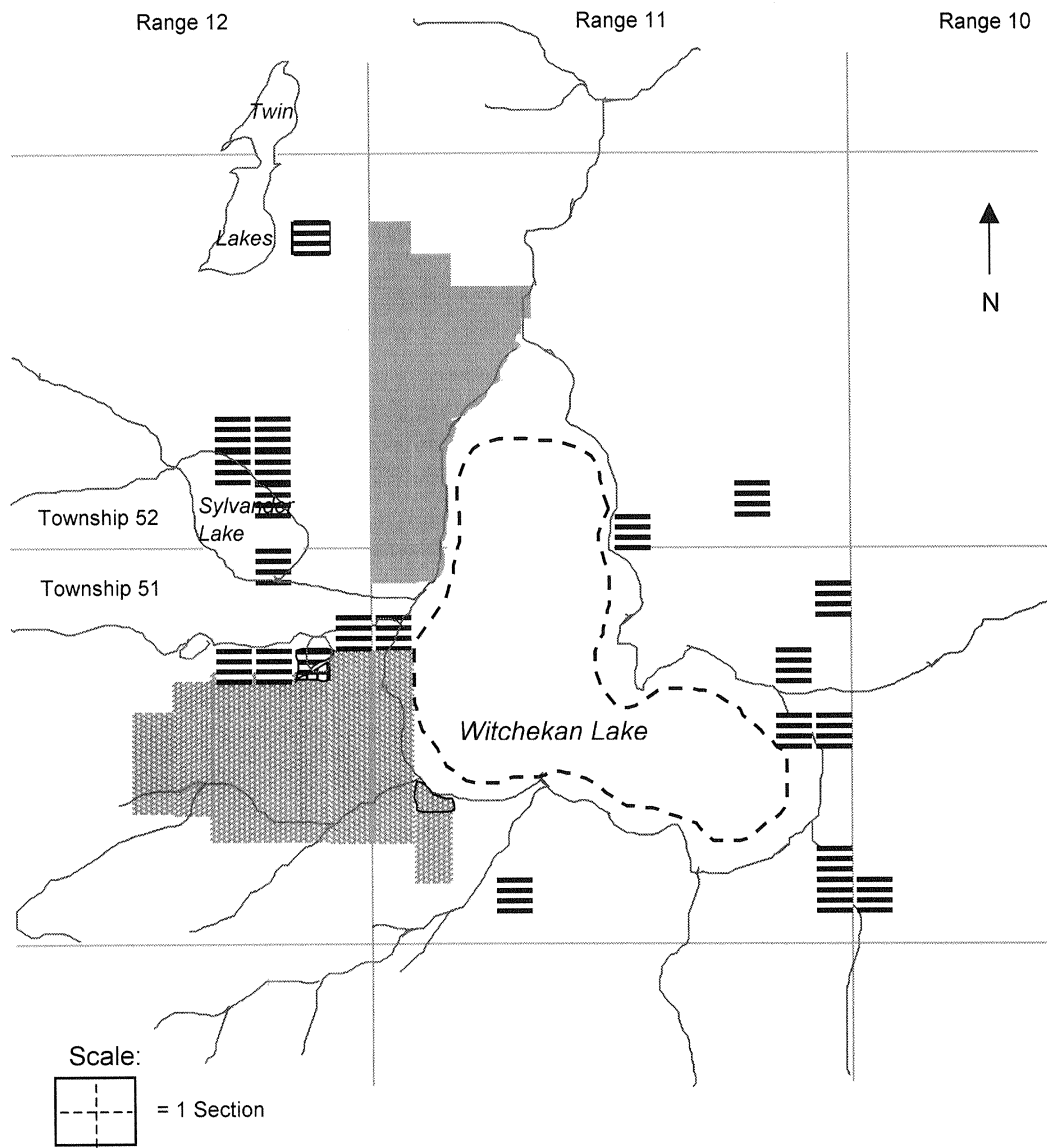 Range 12
Range 11
Range 10
Twin
Lakes
N
Township 52
Sylvander
Lake
Township 51
Witchekan Lake
Scale:
= 1 Section